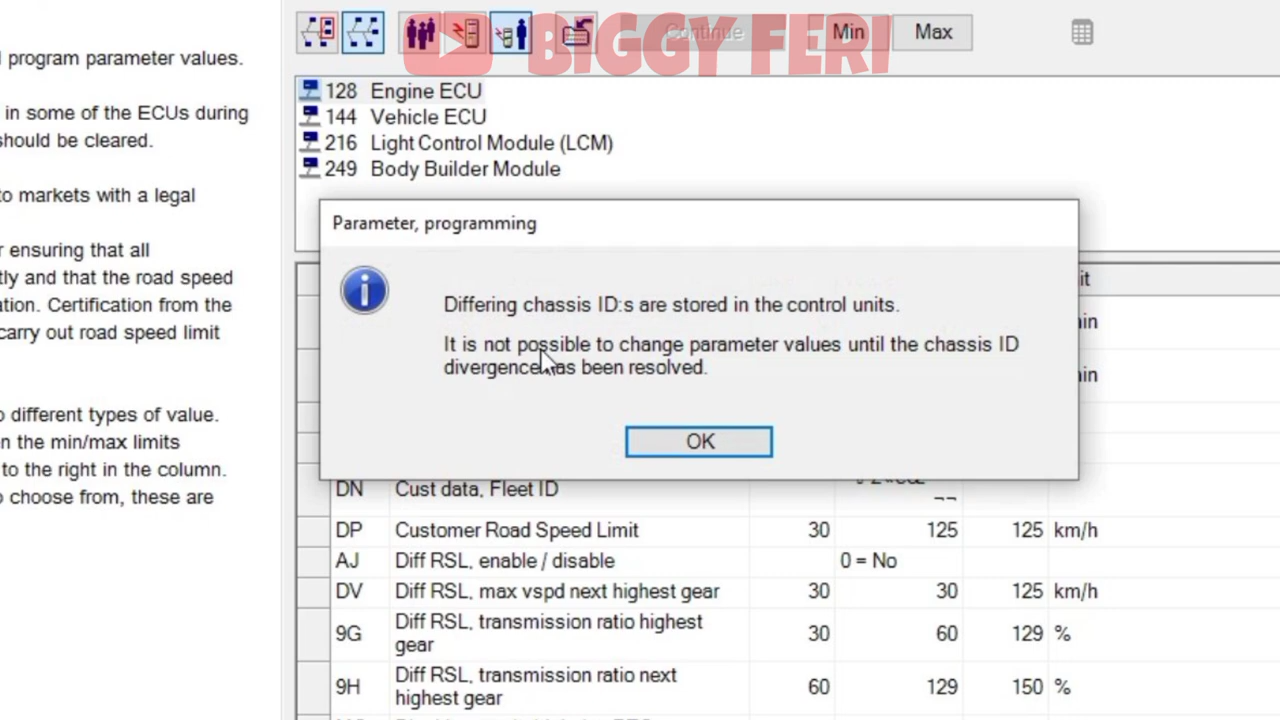 BIGGY FERI
Continue
Min
Max
program parameter values.
in some of the ECUs during
should be cleared.
to markets with a legal
ensuring that all
tly and that the road speed
ation. Certification from the
carry out road speed limit
different types of value.
n the min/max limits
to the right in the column.
choose from, these are
128 Engine ECU
144 Vehicle ECU
216 Light Control Module (LCM)
249 Body Builder Module
Parameter, programming
Differing chassis ID:s are stored in the control units.
It is not possible to change parameter values until the chassis ID
divergence has been resolved.
OK
it
min
min
DN Cust data, Fleet ID
DP Customer Road Speed Limit 30 125 125 km/h
AJ Diff RSL, enable / disable 0 = No
DV Diff RSL, max vspd next highest gear 30 30 125 km/h
9G Diff RSL, transmission ratio highest
gear 30 60 129 %
9H Diff RSL, transmission ratio next
highest gear 60 129 150 %